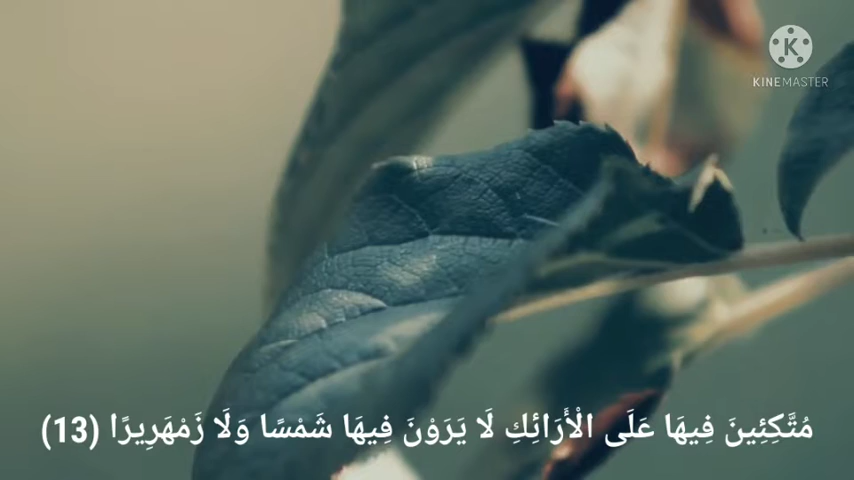 KINEMASTER
مُتَّكِئِينَ فِيهَا عَلَى الْأَرَائِكِ لَا يَرَوْنَ فِيهَا شَمْسًا وَلَا زَمْهَرِيرًا (13)